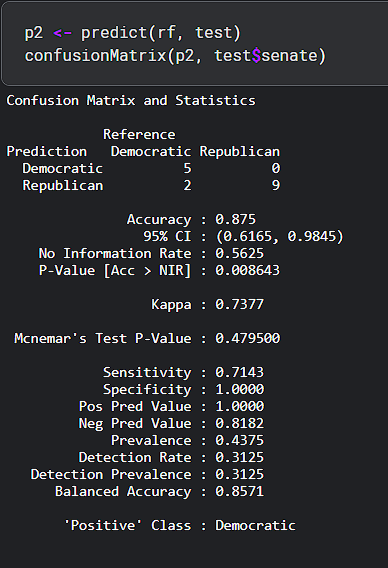 p2 <- predict(rf, test)
confusionMatrix(p2, test$senate)
Confusion Matrix and Statistics
Reference
Prediction Democratic Republican
Democratic 5 0
Republican 2 9
Accuracy : 0.875
95% CI : (0.6165, 0.9845)
No Information Rate : 0.5625
P-Value [Acc > NIR] : 0.008643
Kappa : 0.7377
Mcnemar's Test P-Value : 0.479500
Sensitivity : 0.7143
Specificity : 1.0000
Pos Pred Value : 1.0000
Neg Pred Value : 0.8182
Prevalence : 0.4375
Detection Rate : 0.3125
Detection Prevalence : 0.3125
Balanced Accuracy : 0.8571
'Positive' Class : Democratic